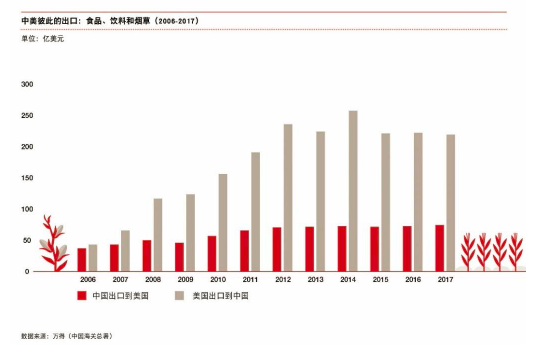 中美彼此的出口：食品、饮料和烟草（2006-2017）
单位：亿美元
300
250
200
150
100
50
0
2006 2007 2008 2009 2010 2011 2012 2013 2014 2015 2016 2017
中国出口到美国 美国出口到中国
数据来源：万得（中国海关总署）